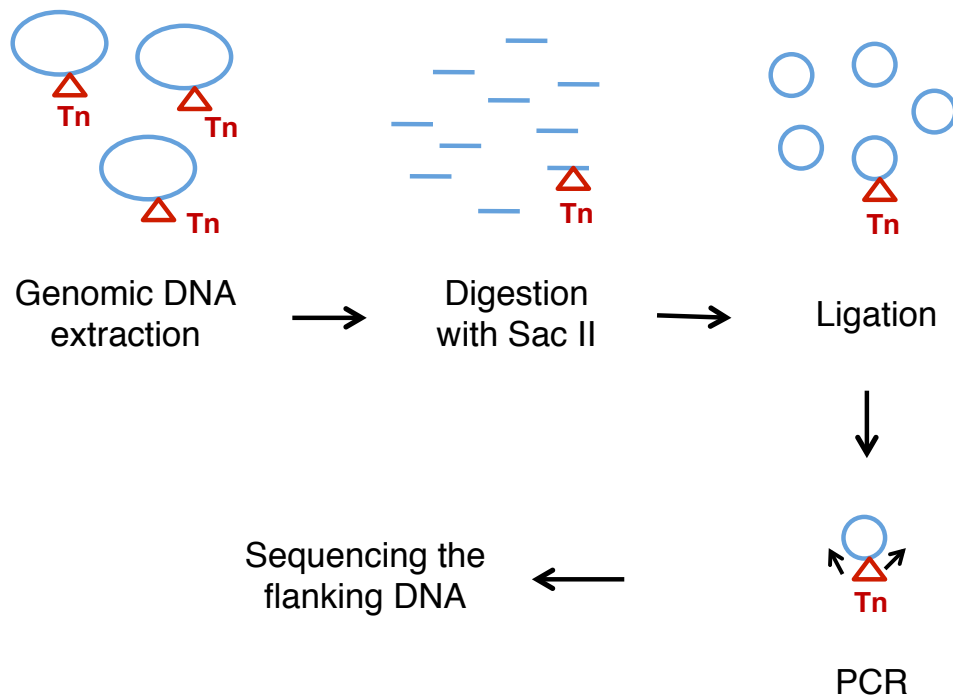 Tn
Tn
Tn
Tn
Tn
Genomic DNA
extraction
Digestion
with Sac II
Ligation
Sequencing the
flanking DNA
Tn
PCR